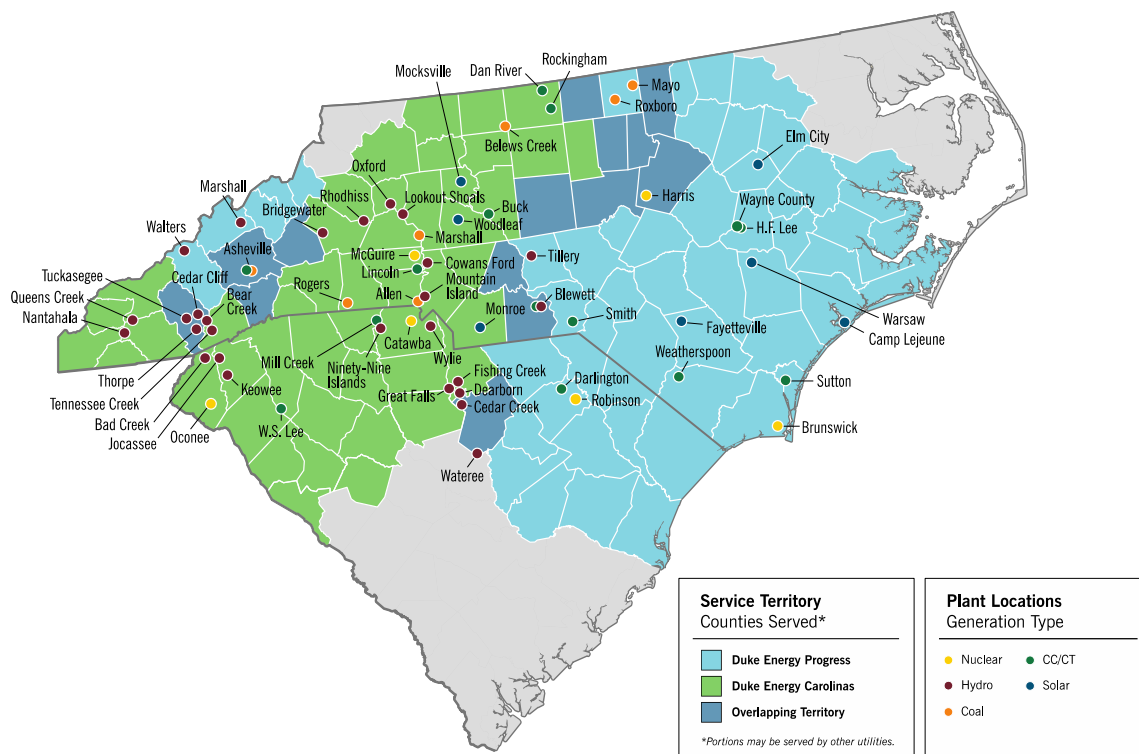 Rockingham
Dan River
Mocksville
Mayo
Roxboro
Belews Creek
Elm City
Oxford
Marshall
Rhodhiss
Lookout Shoals
Harris
Bridgewater
Buck
Wayne County
Walters
Woodleaf
H.F. Lee
Asheville
Marshall
McGuire
Tillery
Tuckasegee
Cedar Cliff
Lincoln
Cowans Ford
Queens Creek
Bear
Creek
Rogers
Allen
Mountain
Island
Nantahala
Monroe
Blewett
Smith
Fayetteville
Warsaw
Camp Lejeune
Catawba
Wylie
Mill Creek
Ninety-Nine
Islands
Weatherspoon
Thorpe
Keowee
Fishing Creek
Tennessee Creek
Great Falls
Dearborn
Darlington
Sutton
Cedar Creek
Robinson
Bad Creek
Jocassee
Oconee
W.S. Lee
Brunswick
Wateree
Service Territory
Counties Served*
Duke Energy Progress
Duke Energy Carolinas
Overlapping Territory
*Portions may be served by other utilities.
Plant Locations
Generation Type
Nuclear
CC/CT
Hydro
Solar
Coal